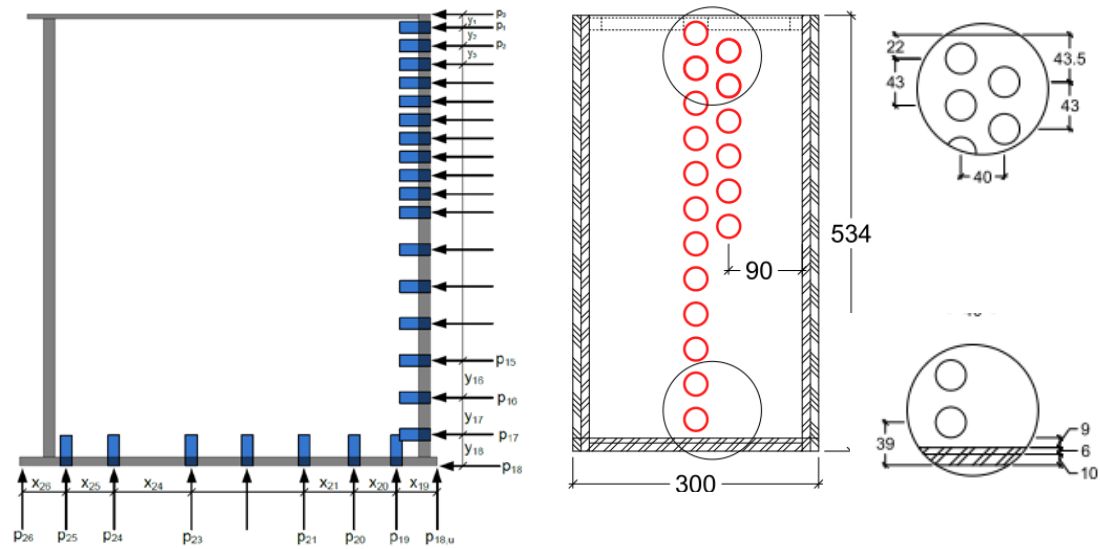 p₀
y₁
p₁
y₂
p₂
y₃
p₁₅
y₁₆
p₁₆
y₁₇
p₁₇
y₁₈
p₁₈
x₂₆
x₂₅
x₂₄
x₂₁
x₂₀
x₁₉
p₂₆
p₂₅
p₂₄
p₂₃
p₂₁
p₂₀
p₁₉
p₁₈,ᵤ
534
90
300
22
43.5
43
43
40
9
39
6
10